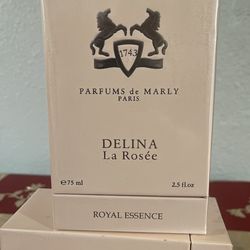 1743
PARFUMS de MARLY
PARIS
DELINA
La Rosée
℮75 ml 2.5 fl.oz
ROYAL ESSENCE